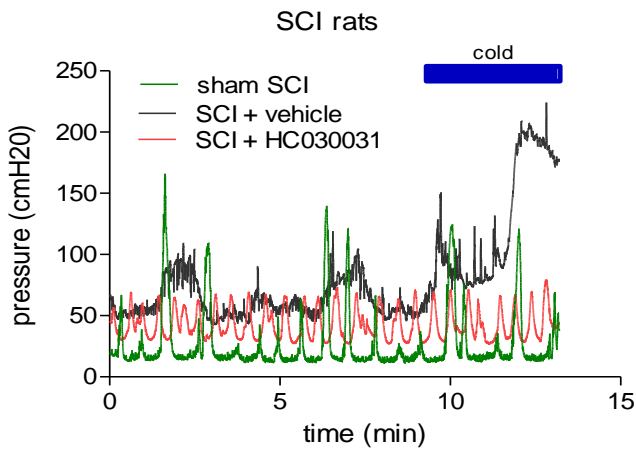 SCI rats
cold
250
200
150
100
50
0
pressure (cmH20)
sham SCI
SCI + vehicle
SCI + HC030031
0
5
10
15
time (min)